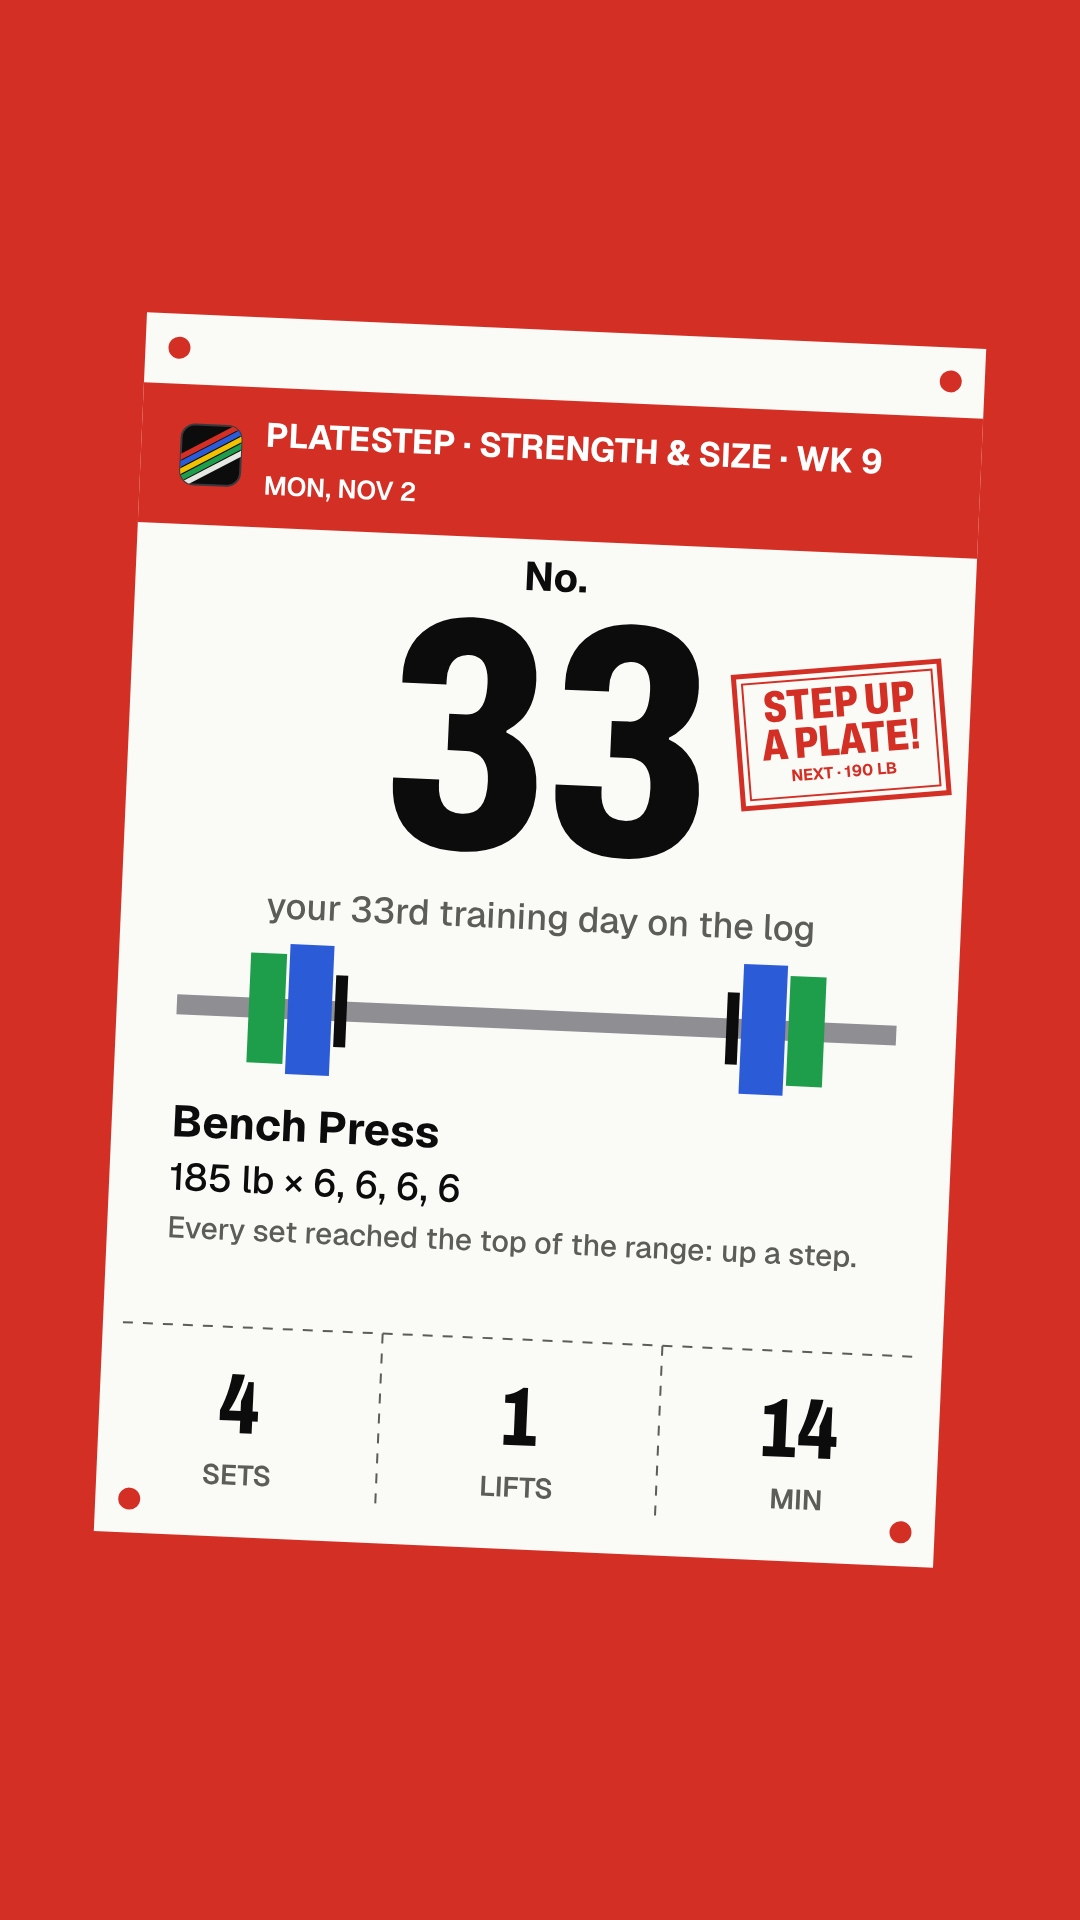 PLATESTEP · STRENGTH & SIZE · WK 9
MON, NOV 2
No.
33
STEP UP
A PLATE!
NEXT · 190 LB
your 33rd training day on the log
Bench Press
185 lb × 6, 6, 6, 6
Every set reached the top of the range: up a step.
4
SETS
1
LIFTS
14
MIN